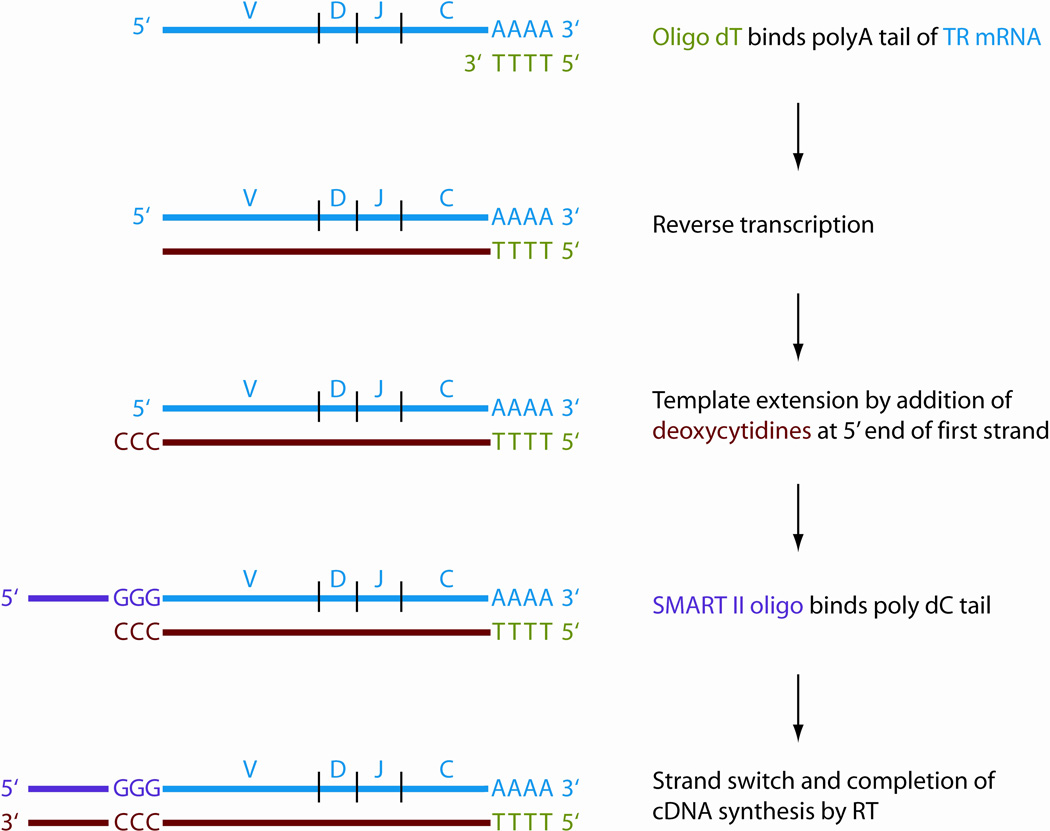 V D J C
5‘ AAAA 3‘
3‘ TTTT 5‘
Oligo dT binds polyA tail of TR mRNA
V D J C
5‘ AAAA 3‘
TTTT 5‘
Reverse transcription
V D J C
5‘ AAAA 3‘
CCC TTTT 5‘
Template extension by addition of
deoxycytidines at 5’ end of first strand
V D J C
5‘ GGG AAAA 3‘
CCC TTTT 5‘
SMART II oligo binds poly dC tail
V D J C
5‘ GGG AAAA 3‘
3‘ CCC TTTT 5‘
Strand switch and completion of
cDNA synthesis by RT